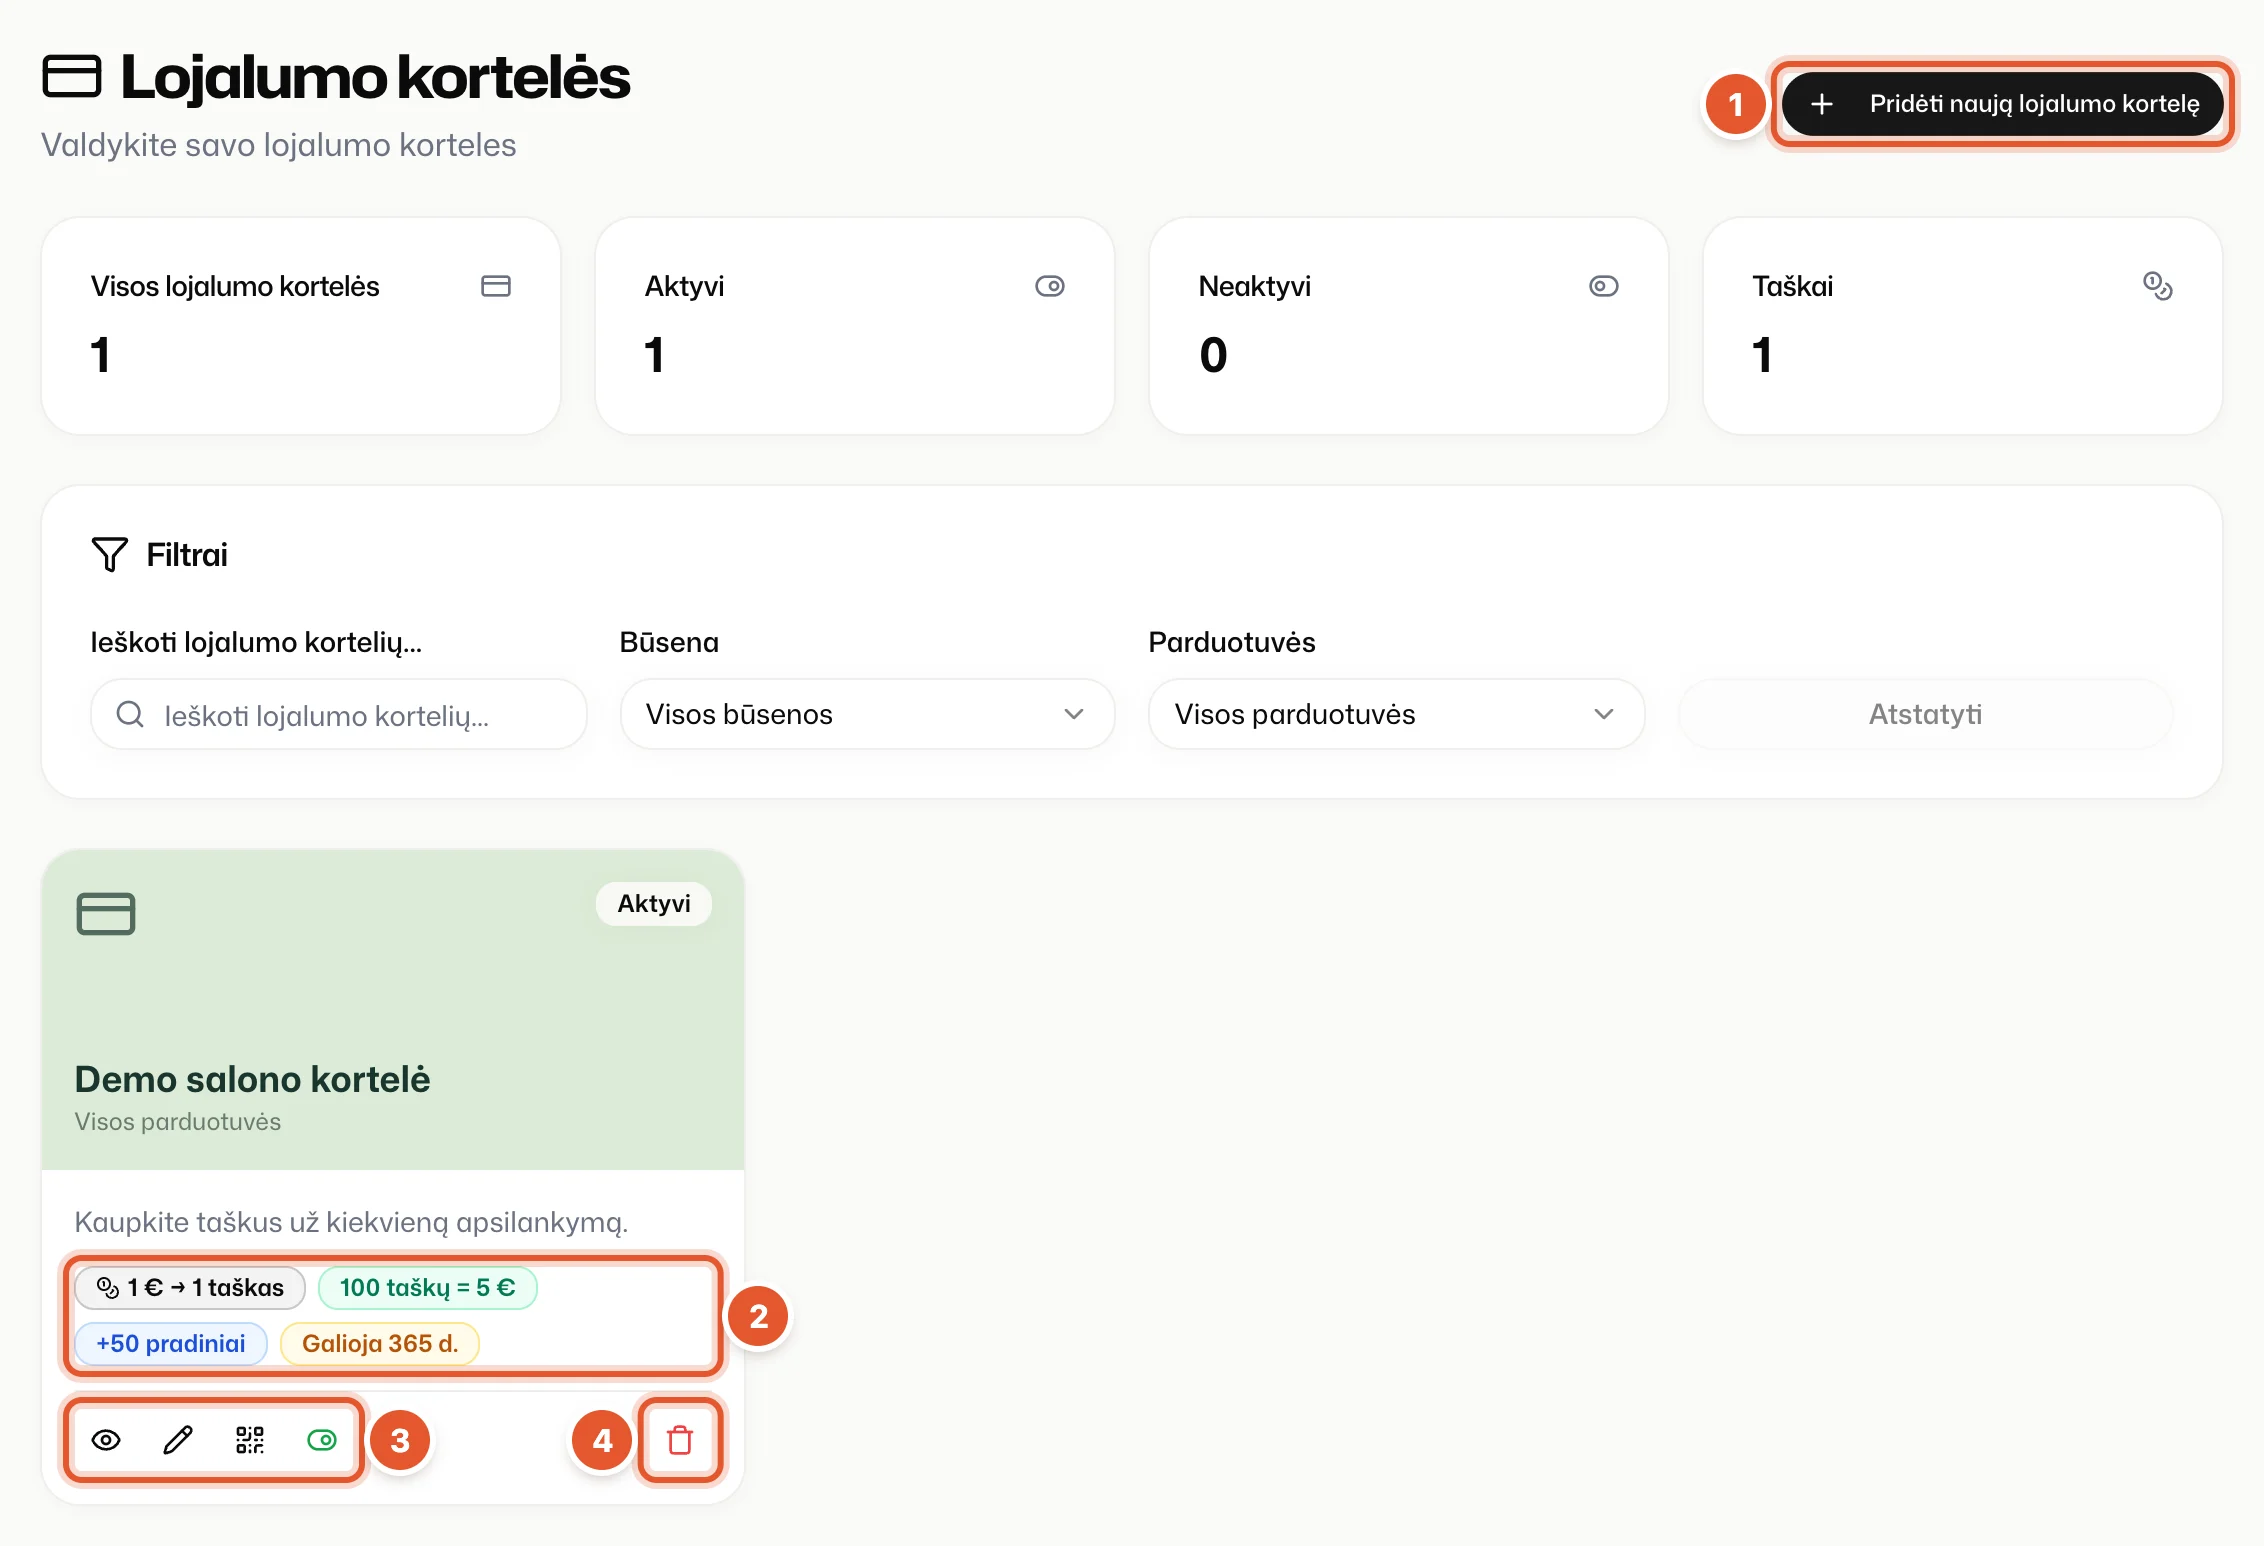 Lojalumo kortelės
Valdykite savo lojalumo korteles
1
Pridėti naują lojalumo kortelę
Visos lojalumo kortelės
1
Aktyvi
1
Neaktyvi
0
Taškai
1
Filtrai
Ieškoti lojalumo kortelių...
Ieškoti lojalumo kortelių...
Būsena
Visos būsenos
Parduotuvės
Visos parduotuvės
Atstatyti
Aktyvi
Demo salono kortelė
Visos parduotuvės
Kaupkite taškus už kiekvieną apsilankymą.
1 € → 1 taškas
100 taškų = 5 €
+50 pradiniai
Galioja 365 d.
2
3
4